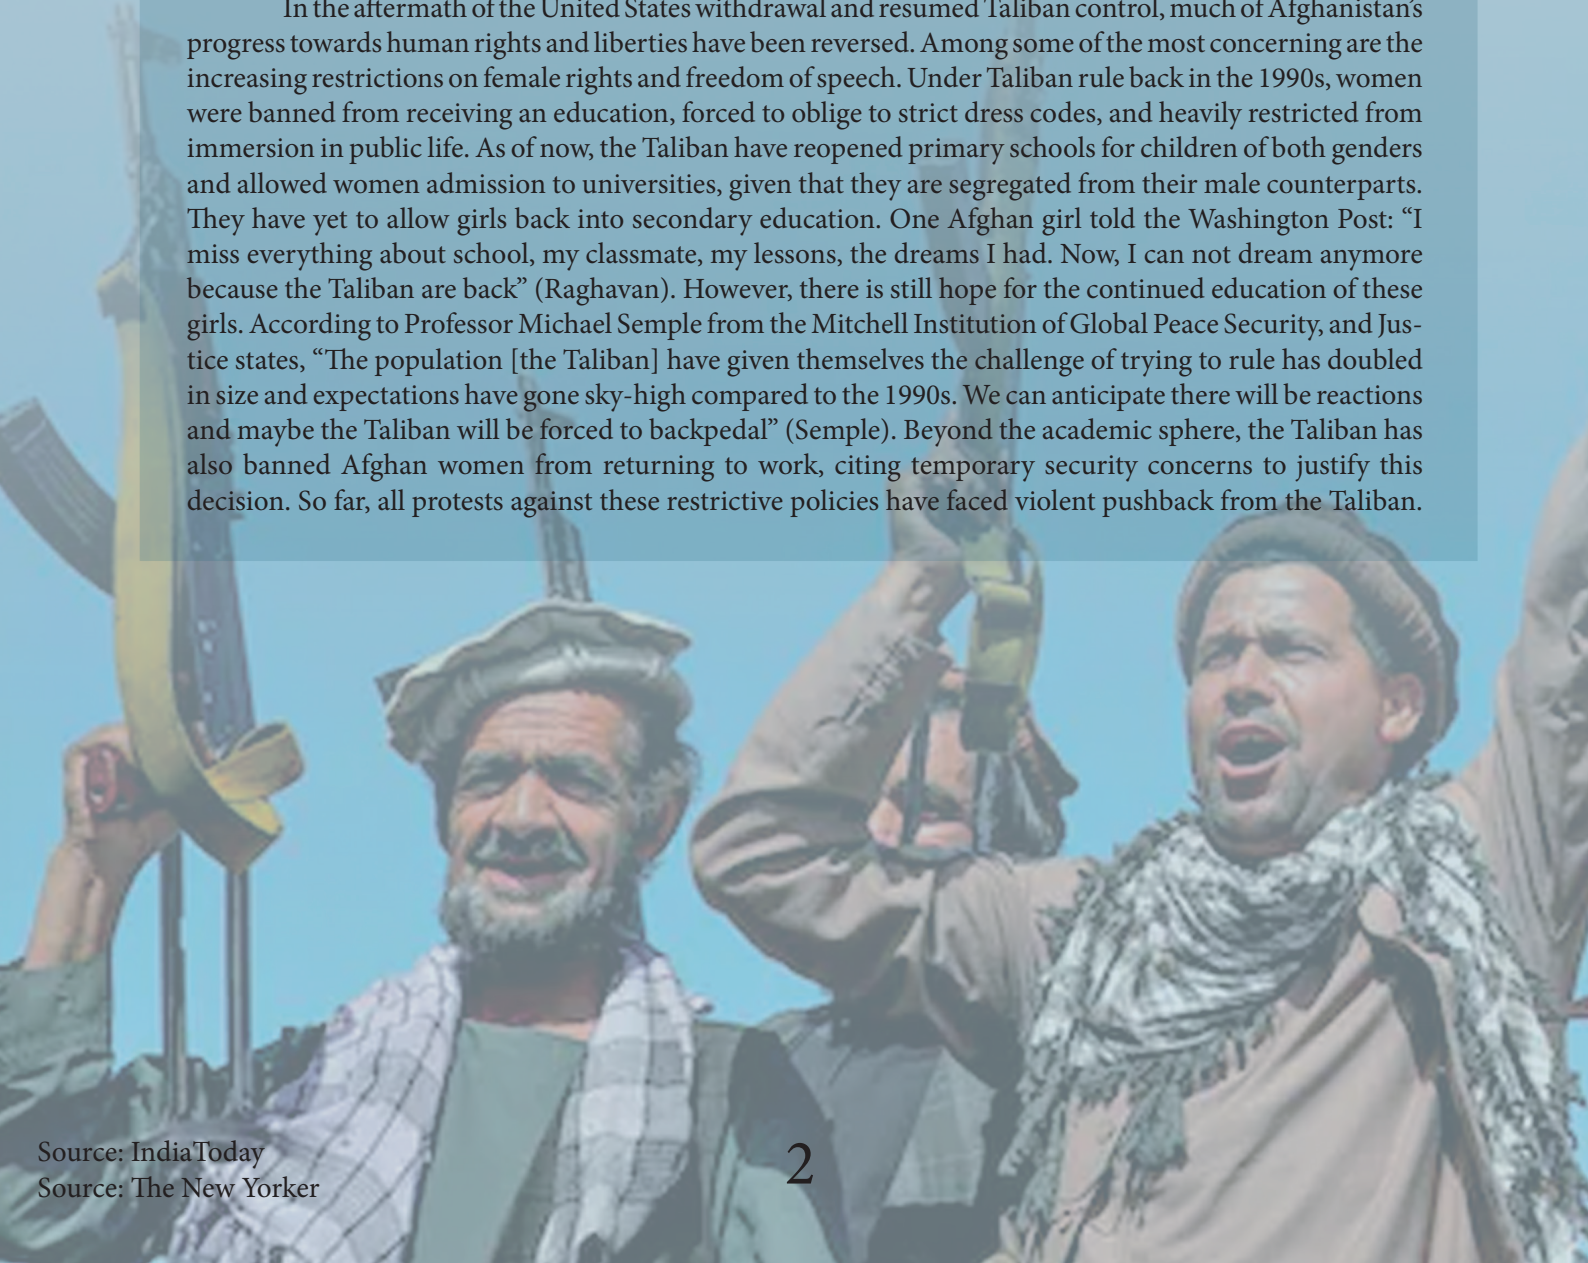 In the aftermath of the United States withdrawal and resumed Taliban control, much of Afghanistan's
progress towards human rights and liberties have been reversed. Among some of the most concerning are the
increasing restrictions on female rights and freedom of speech. Under Taliban rule back in the 1990s, women
were banned from receiving an education, forced to oblige to strict dress codes, and heavily restricted from
immersion in public life. As of now, the Taliban have reopened primary schools for children of both genders
and allowed women admission to universities, given that they are segregated from their male counterparts.
They have yet to allow girls back into secondary education. One Afghan girl told the Washington Post: “I
miss everything about school, my classmate, my lessons, the dreams I had. Now, I can not dream anymore
because the Taliban are back” (Raghavan). However, there is still hope for the continued education of these
girls. According to Professor Michael Semple from the Mitchell Institution of Global Peace Security, and Jus-
tice states, “The population [the Taliban] have given themselves the challenge of trying to rule has doubled
in size and expectations have gone sky-high compared to the 1990s. We can anticipate there will be reactions
and maybe the Taliban will be forced to backpedal” (Semple). Beyond the academic sphere, the Taliban has
also banned Afghan women from returning to work, citing temporary security concerns to justify this
decision. So far, all protests against these restrictive policies have faced violent pushback from the Taliban.
Source: IndiaToday
Source: The New Yorker
2